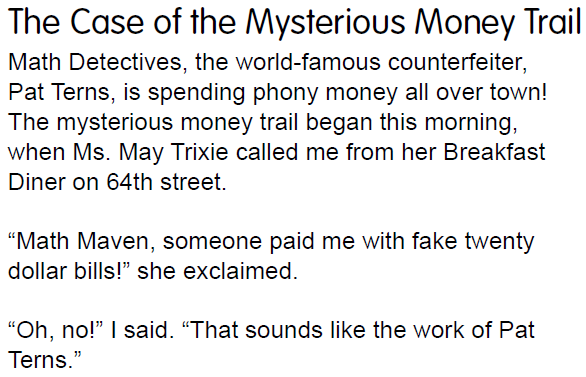 The Case of the Mysterious Money Trail
Math Detectives, the world-famous counterfeiter,
Pat Terns, is spending phony money all over town!
The mysterious money trail began this morning,
when Ms. May Trixie called me from her Breakfast
Diner on 64th street.
“Math Maven, someone paid me with fake twenty
dollar bills!” she exclaimed.
“Oh, no!” I said. “That sounds like the work of Pat
Terns.”